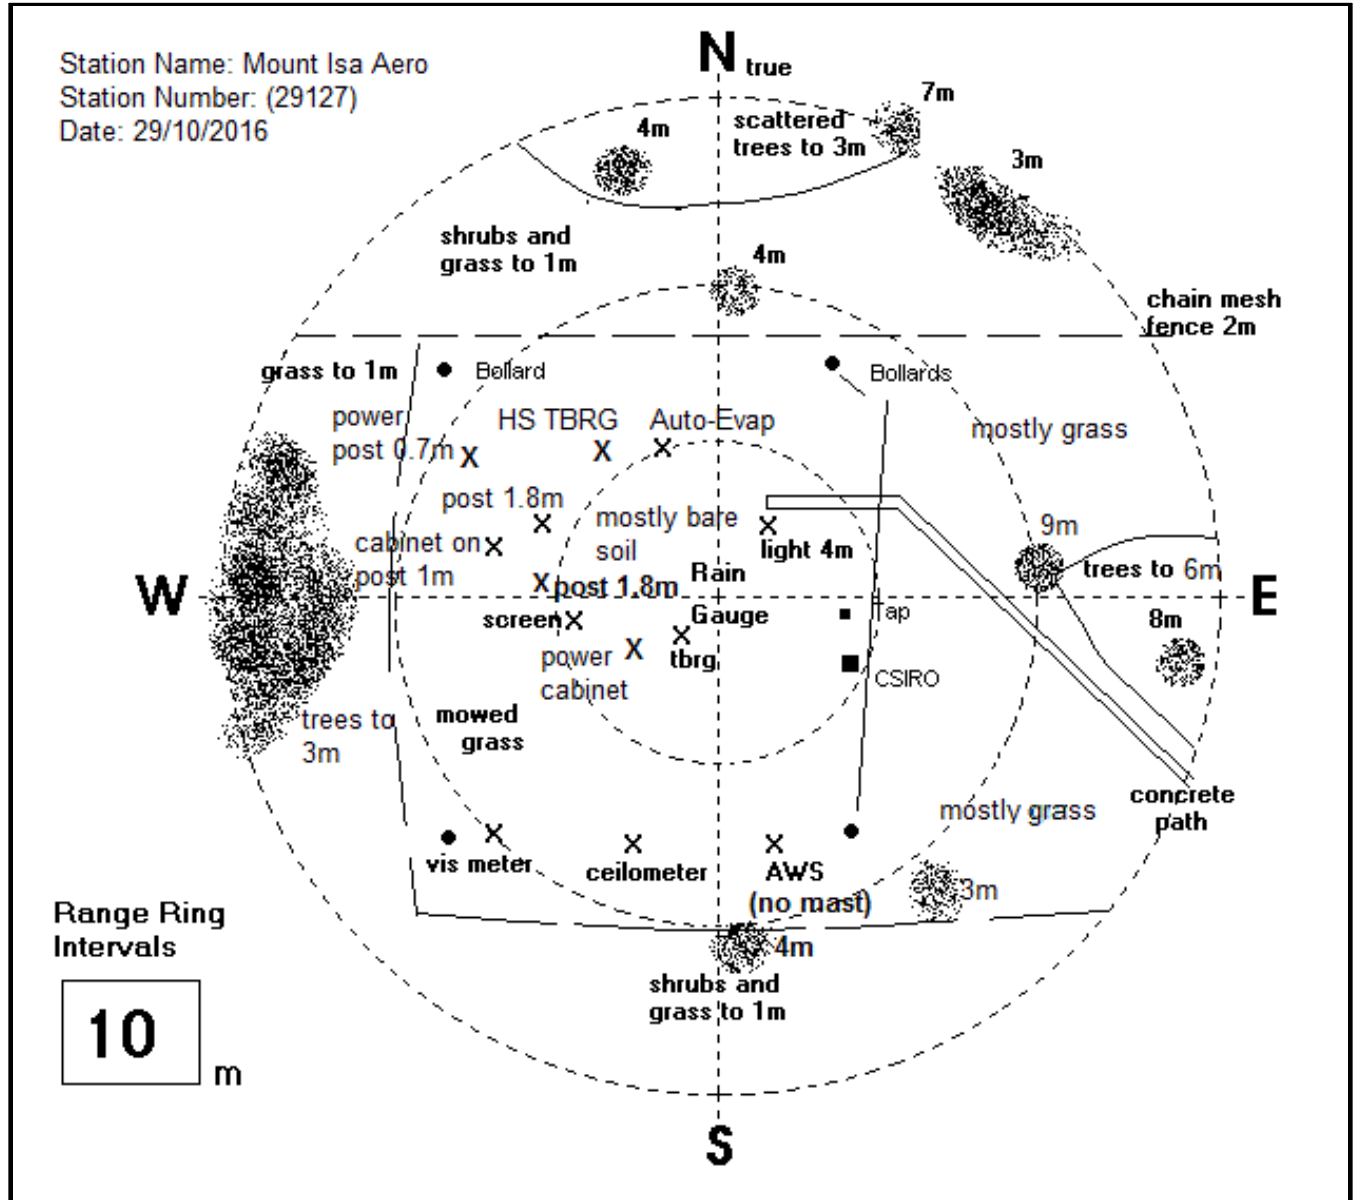 N true
Station Name: Mount Isa Aero
Station Number: (29127)
Date: 29/10/2016
7m
4m
scattered
trees to 3m
3m
shrubs and
grass to 1m
4m
chain mesh
fence 2m
grass to 1m
Bollard
Bollards
power
post 0.7m
HS TBRG
Auto-Evap
mostly grass
post 1.8m
mostly bare
soil
cabinet on
post 1m
light 4m
9m
trees to 6m
W
post 1.8m
Rain
Gauge
E
screen
tbrg
Tap
8m
power
cabinet
CSIRO
trees to
3m
mowed
grass
mostly grass
concrete
path
vis meter
ceilometer
AWS
(no mast)
3m
4m
shrubs and
grass to 1m
Range Ring
Intervals
10
m
S